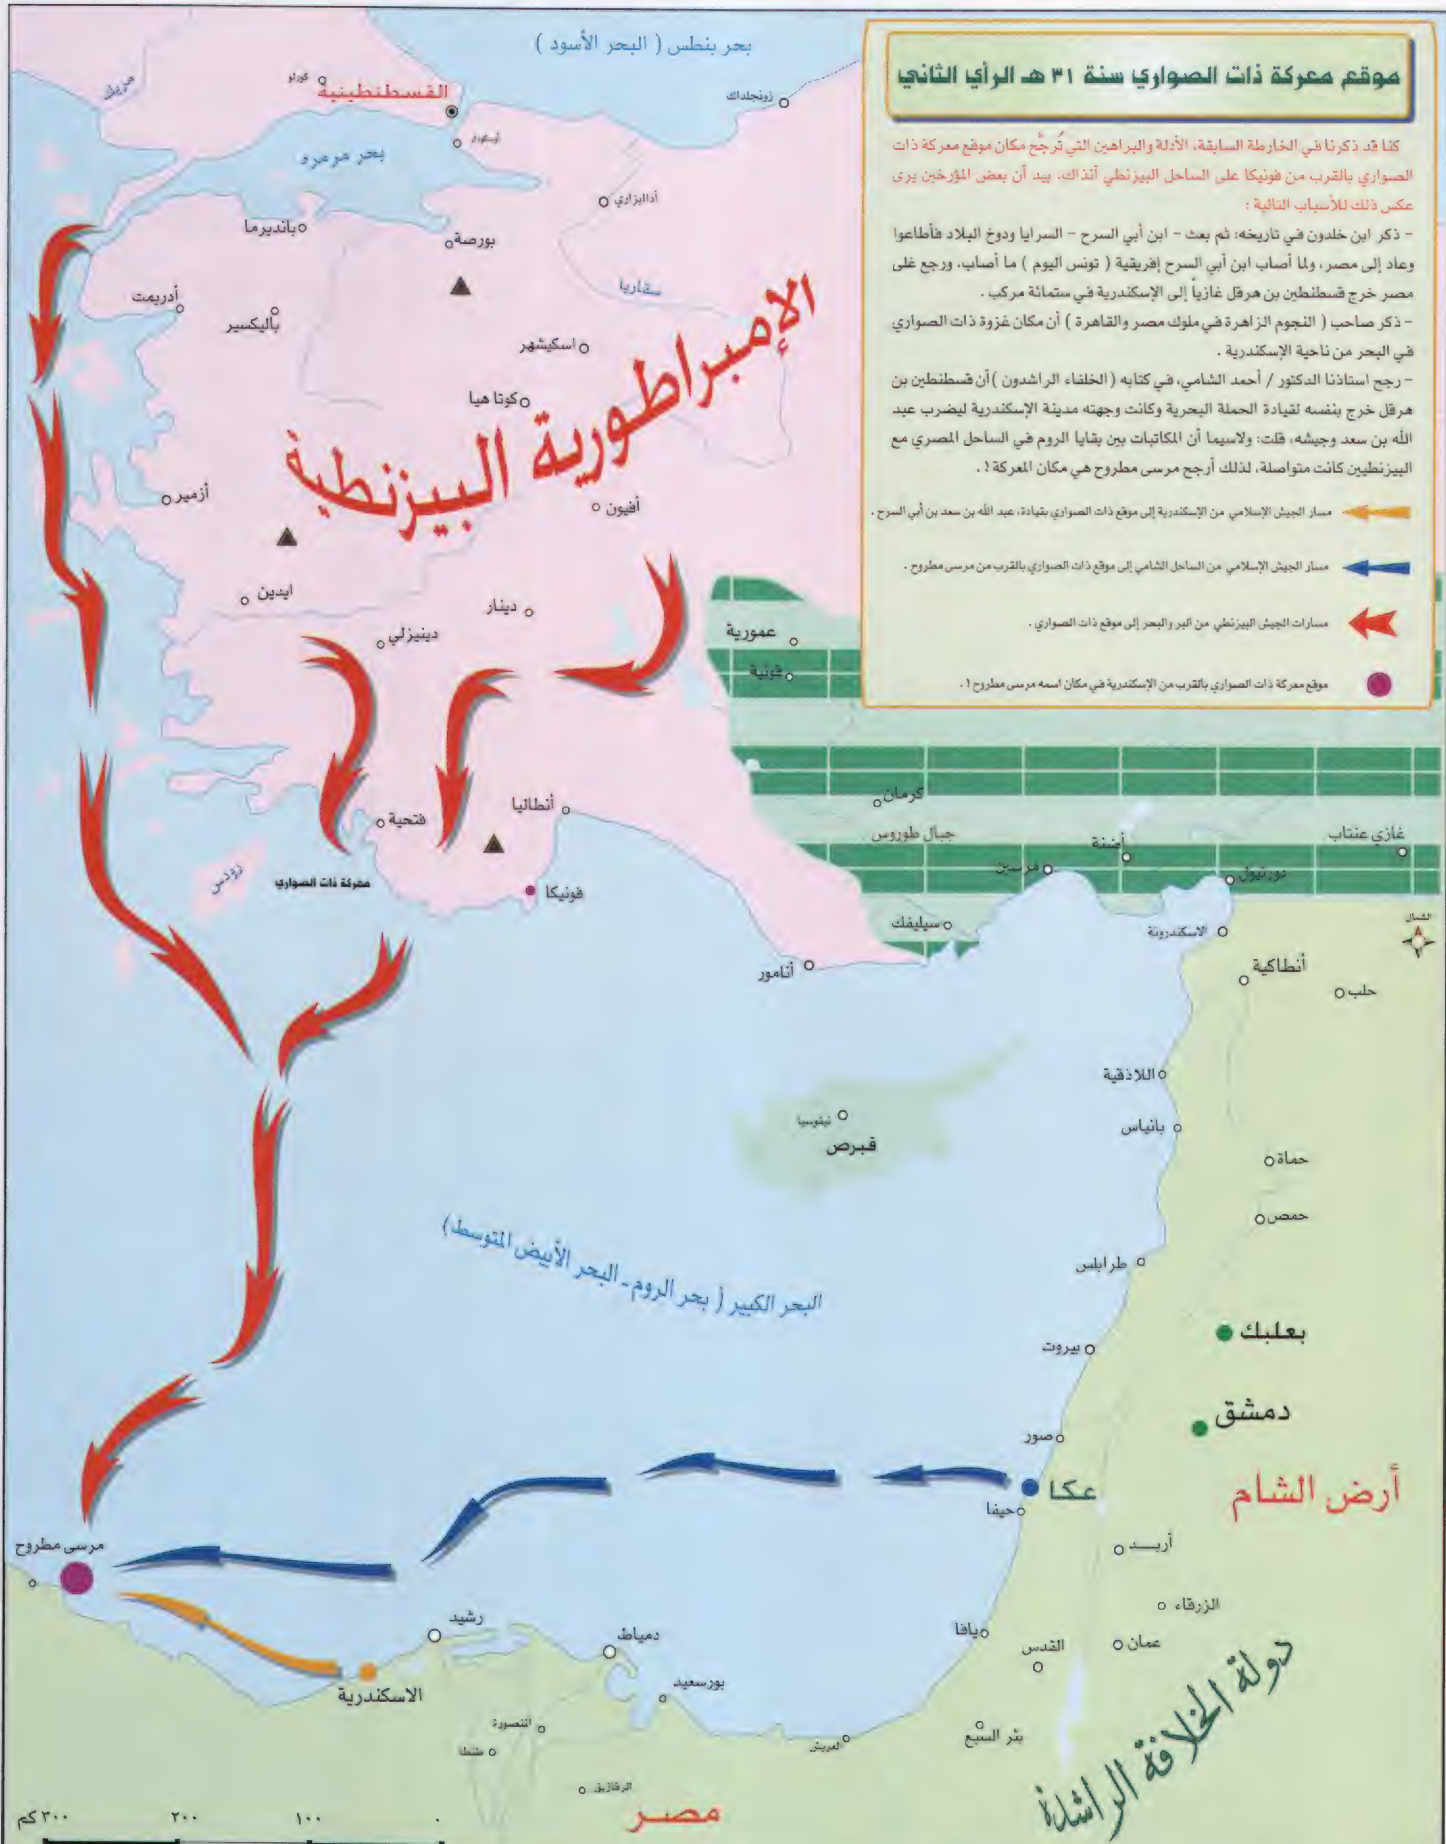 موقع معركة ذات الصواري سنة ٣١ هـ الرأي الثاني
كنا قد ذكرنا في الخارطة السابقة، الأدلة والبراهين التي تُرجَّح مكان موقع معركة ذات
الصواري بالقرب من فونيكا على الساحل البيزنطي آنذاك، بيد أن بعض المؤرخين يرى
عكس ذلك للأسباب التالية :
- ذكر ابن خلدون في تاريخه: ثم بعث - ابن أبي السرح - السرايا ودوخ البلاد فأطاعوا
وعاد إلى مصر، ولما أصاب ابن أبي السرح إفريقية ( تونس اليوم ) ما أصاب، ورجع غلى
مصر خرج قسطنطين بن هرقل غازياً إلى الإسكندرية في ستمائة مركب .
- ذكر صاحب ( النجوم الزاهرة في ملوك مصر والقاهرة ) أن مكان غزوة ذات الصواري
في البحر من ناحية الإسكندرية .
- رجح استاذنا الدكتور / أحمد الشامي، في كتابه ( الخلفاء الراشدون ) أن قسطنطين بن
هرقل خرج بنفسه لقيادة الحملة البحرية وكانت وجهته مدينة الإسكندرية ليضرب عبد
الله بن سعد وجيشه، قلت: ولاسيما أن المكاتبات بين بقايا الروم في الساحل المصري مع
البيزنطيين كانت متواصلة، لذلك أرجح مرسى مطروح هي مكان المعركة ! .
مسار الجيش الإسلامي من الإسكندرية إلى موقع ذات الصواري بقيادة، عبد الله بن سعد بن أبي السرح .
مسار الجيش الإسلامي من الساحل الشامي إلى موقع ذات الصواري بالقرب من مرسى مطروح .
مسارات الجيش البيزنطي من البر والبحر إلى موقع ذات الصواري .
موقع معركة ذات الصواري بالقرب من الإسكندرية في مكان اسمه مرسى مطروح ! .
بحر بنطس ( البحر الأسود )
كورلو
القسطنطينية
زونجلداك
بحر مرمره
أدابازاري
بانديرما
بورصة
سقاريا
أدريمت
باليكسير
اسكيشهر
كوتا هيا
الإمبراطورية البيزنطية
أزمير
أفيون
ايدين
دينار
دينيزلي
عمورية
قونية
كرمان
أنطاليا
فتحية
جبال طوروس
أضنة
غازي عنتاب
مرسين
دورتيول
رودس
معركة ذات الصواري
فونيكا
سيليفك
الاسكندرونة
الشمال
أنامور
أنطاكية
حلب
اللاذقية
نيقوسيا
قبرص
بانياس
حماة
حمص
البحر الكبير ( بحر الروم - البحر الأبيض المتوسط )
طرابلس
بعلبك
بيروت
دمشق
صور
عكا
أرض الشام
حيفا
أربـــد
مرسى مطروح
الزرقاء
رشيد
دمياط
يافا
القدس
عمان
دولة الخلافة الراشدة
الاسكندرية
بورسعيد
المنصورة
طنطا
العريش
بئر السبع
الزقازيق
مصر
٣٠٠ كم
٢٠٠
١٠٠
٠